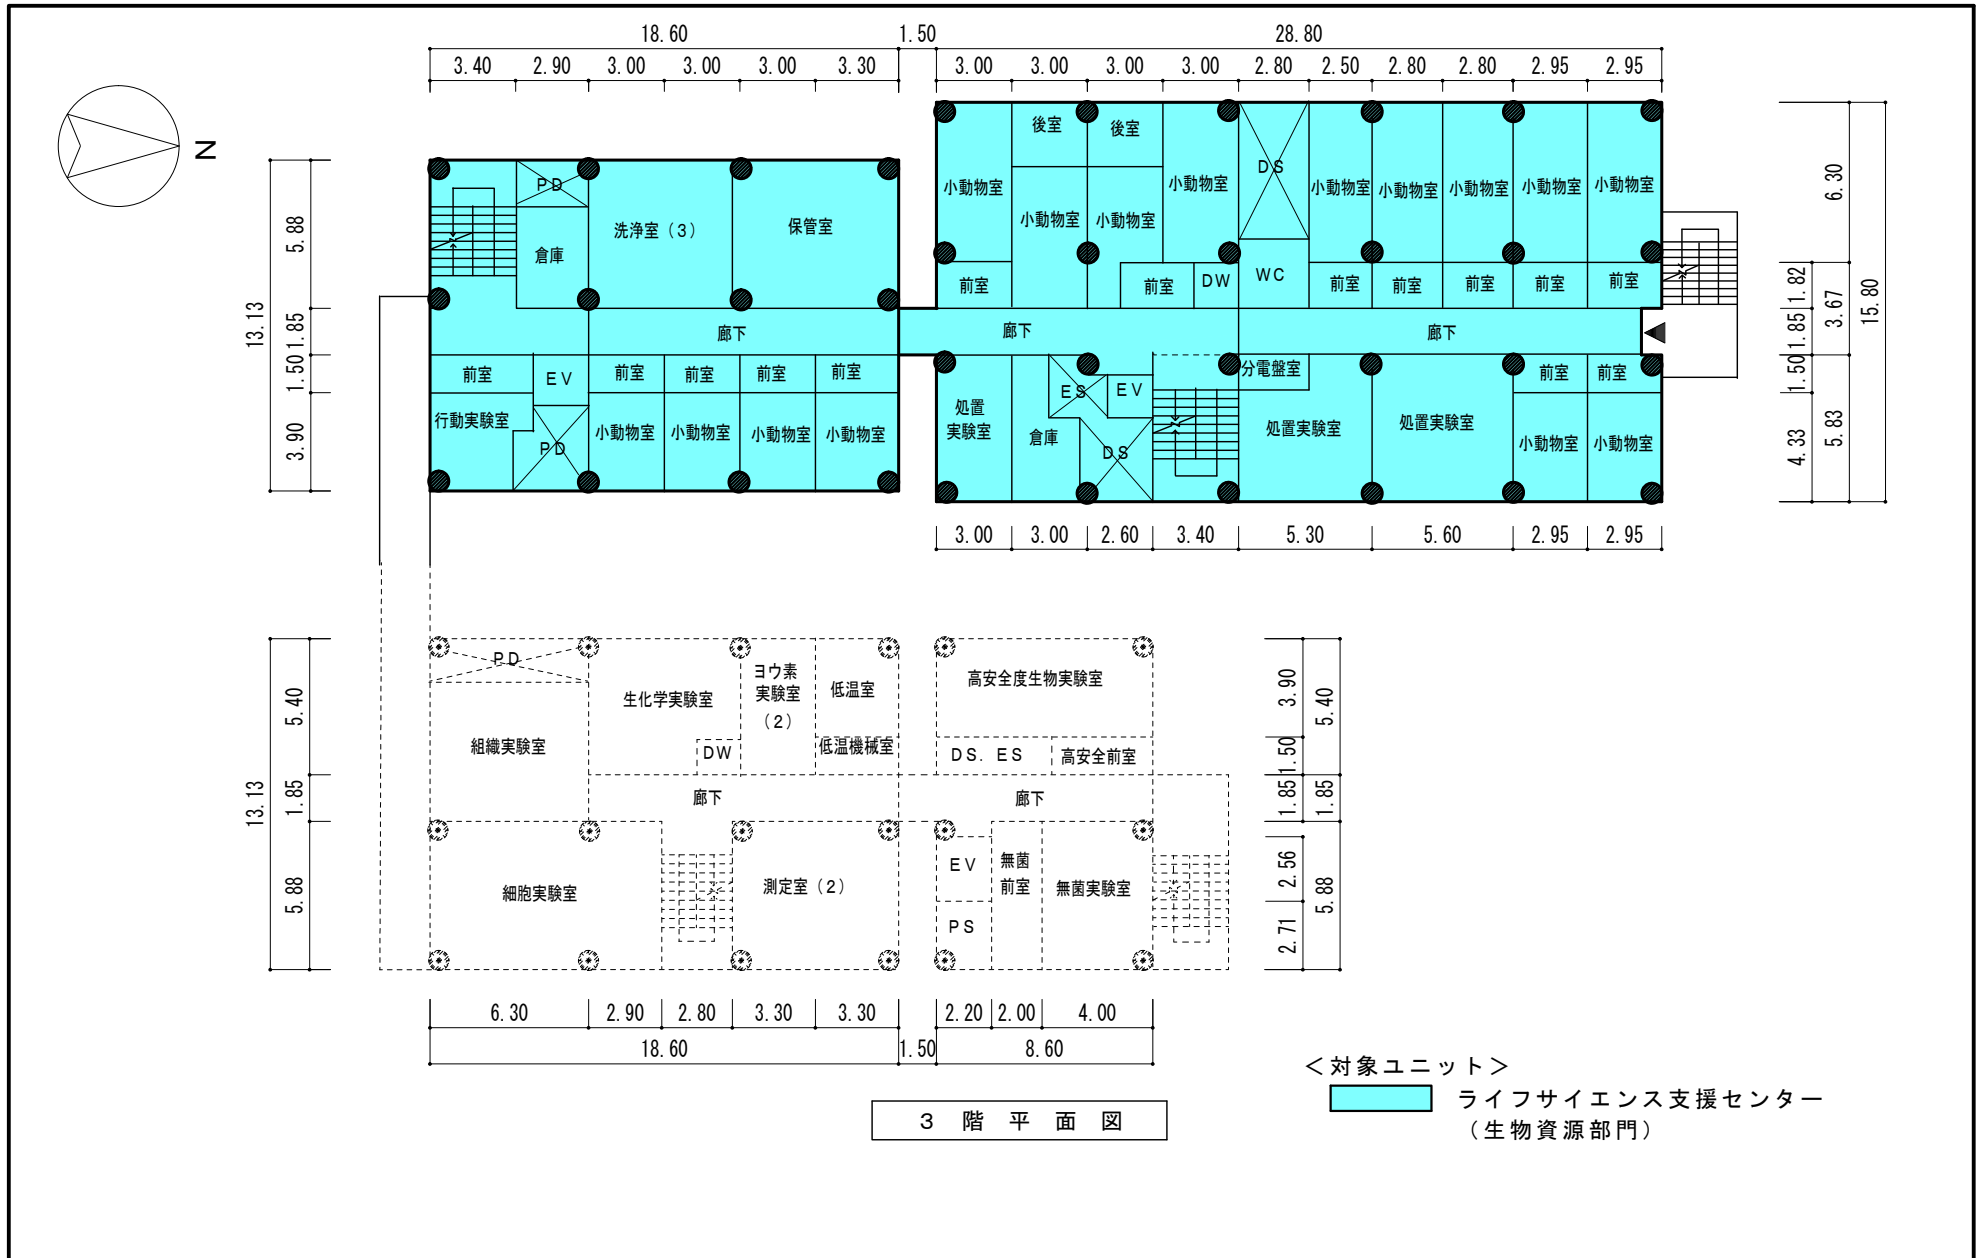 18.60 1.50 28.80
3.40 2.90 3.00 3.00 3.00 3.30 3.00 3.00 3.00 3.00 2.80 2.50 2.80 2.80 2.95 2.95
N
後室 後室
PD DS
小動物室 小動物室 小動物室 小動物室 小動物室 小動物室 小動物室
小動物室 小動物室
洗浄室(3) 保管室
倉庫
前室 前室 DW WC 前室 前室 前室 前室 前室
廊下 廊下 廊下
前室 EV 前室 前室 前室 前室
分電盤室 前室 前室
ES EV
行動実験室 PD 小動物室 小動物室 小動物室 小動物室
処置
実験室
倉庫 DS 処置実験室 処置実験室 小動物室 小動物室
13.13
5.88
1.85
1.50
3.90
6.30
1.82
1.85
3.67
15.80
1.50
4.33
5.83
3.00 3.00 2.60 3.40 5.30 5.60 2.95 2.95
PD
組織実験室
生化学実験室
DW
ヨウ素
実験室
(2)
低温室
低温機械室
高安全度生物実験室
DS. ES 高安全前室
廊下 廊下
細胞実験室 測定室(2)
EV
PS
無菌
前室
無菌実験室
13.13
5.40
1.85
5.88
3.90
1.50
5.40
1.85
1.85
2.56
2.71
5.88
6.30 2.90 2.80 3.30 3.30 2.20 2.00 4.00
18.60 1.50 8.60
3階平面図
<対象ユニット>
ライフサイエンス支援センター
(生物資源部門)